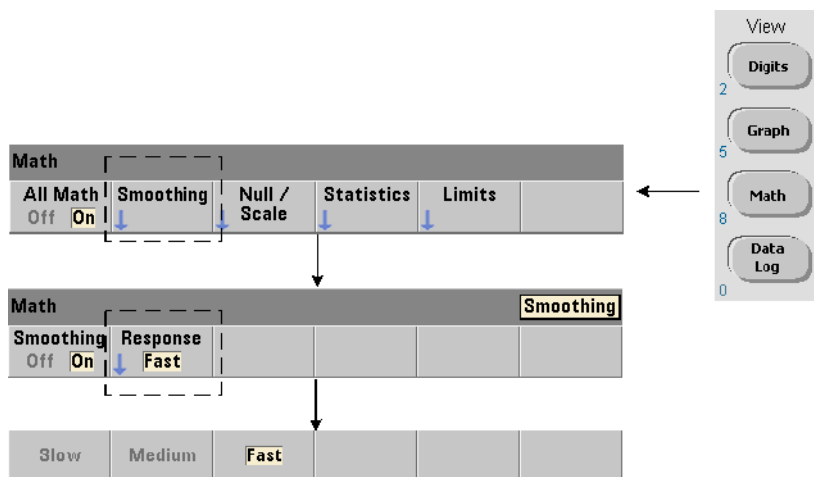 View
Digits
2
Graph
5
Math
8
Data
Log
0
Math
All Math
Off On
Smoothing
Null /
Scale
Statistics
Limits
Math
Smoothing
Smoothing
Off On
Response
Fast
Slow
Medium
Fast